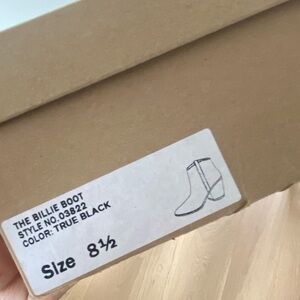 THE BILLIE BOOT
STYLE NO.03822
COLOR: TRUE BLACK
Size 8½